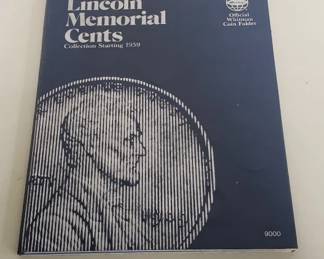 Lincoln
Memorial
Cents
Collection Starting 1959
Official
Whitman
Coin Folder
9000